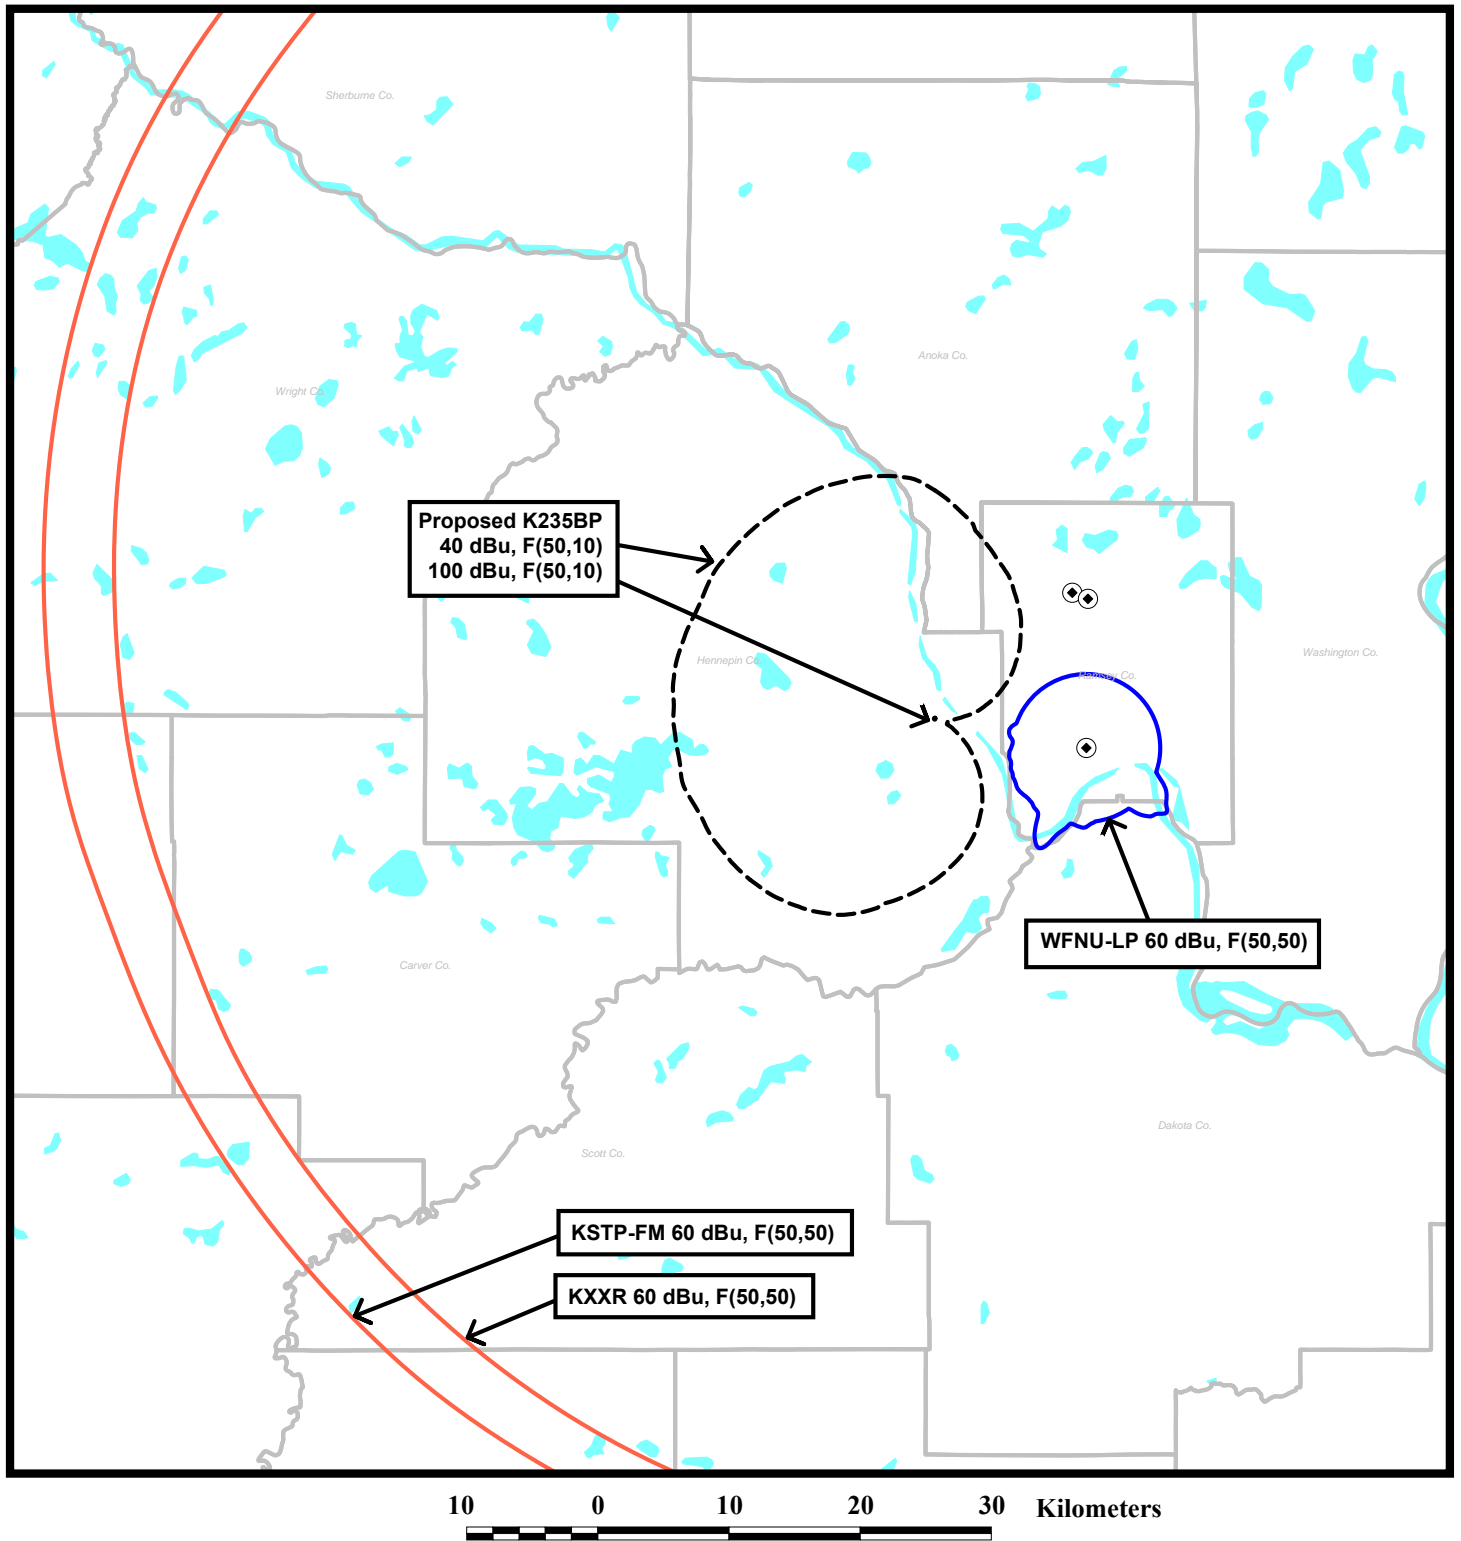 Sherburne Co.
Anoka Co.
Wright Co.
Proposed K235BP
40 dBu, F(50,10)
100 dBu, F(50,10)
Hennepin Co.
Washington Co.
Ramsey Co.
WFNU-LP 60 dBu, F(50,50)
Carver Co.
Dakota Co.
Scott Co.
KSTP-FM 60 dBu, F(50,50)
KXXR 60 dBu, F(50,50)
10 0 10 20 30 Kilometers